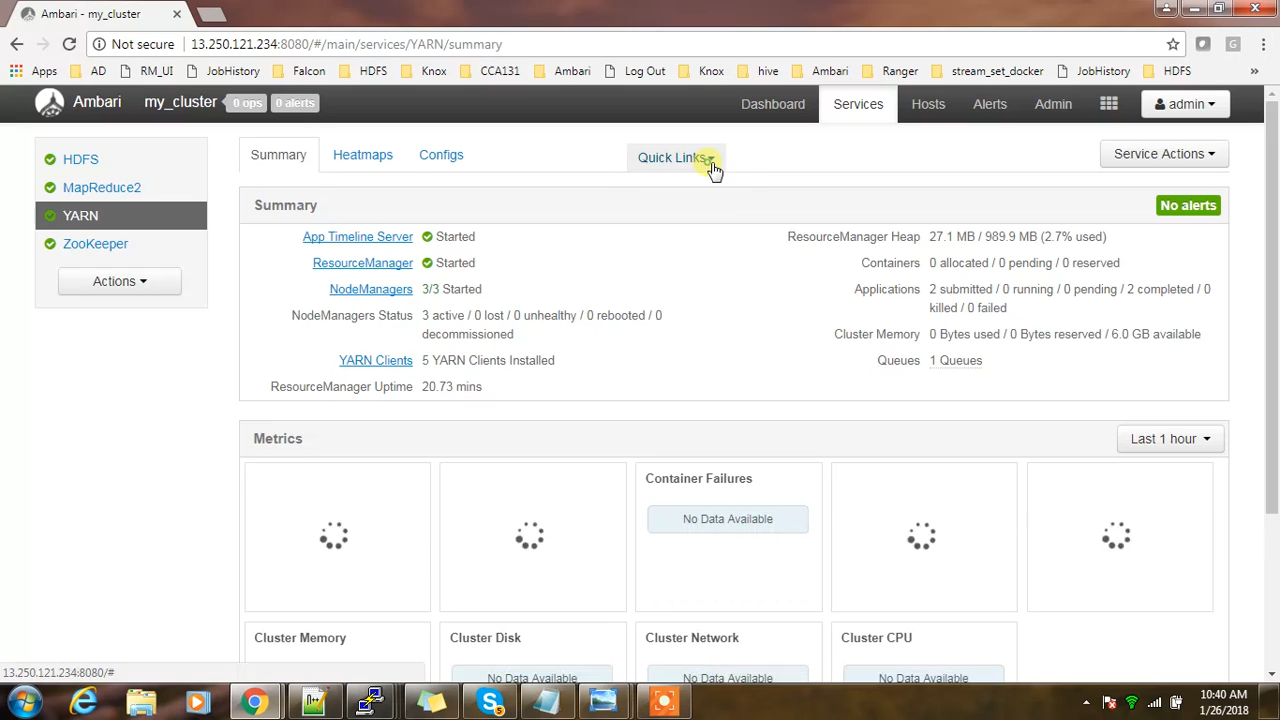 Ambari - my_cluster
Not secure 13.250.121.234:8080/#/main/services/YARN/summary
Apps AD RM_UI JobHistory Falcon HDFS Knox CCA131 Ambari Log Out Knox hive Ambari Ranger stream_set_docker JobHistory HDFS »
Ambari my_cluster 0 ops 0 alerts Dashboard Services Hosts Alerts Admin admin
HDFS
MapReduce2
YARN
ZooKeeper
Actions
Summary Heatmaps Configs Quick Links Service Actions
Summary No alerts
App Timeline Server Started
ResourceManager Started
NodeManagers 3/3 Started
NodeManagers Status 3 active / 0 lost / 0 unhealthy / 0 rebooted / 0
decommissioned
YARN Clients 5 YARN Clients Installed
ResourceManager Uptime 20.73 mins
ResourceManager Heap 27.1 MB / 989.9 MB (2.7% used)
Containers 0 allocated / 0 pending / 0 reserved
Applications 2 submitted / 0 running / 0 pending / 2 completed / 0
killed / 0 failed
Cluster Memory 0 Bytes used / 0 Bytes reserved / 6.0 GB available
Queues 1 Queues
Metrics Last 1 hour
Container Failures
No Data Available
Cluster Memory Cluster Disk Cluster Network Cluster CPU
No Data Available No Data Available No Data Available
13.250.121.234:8080/#
10:40 AM
1/26/2018